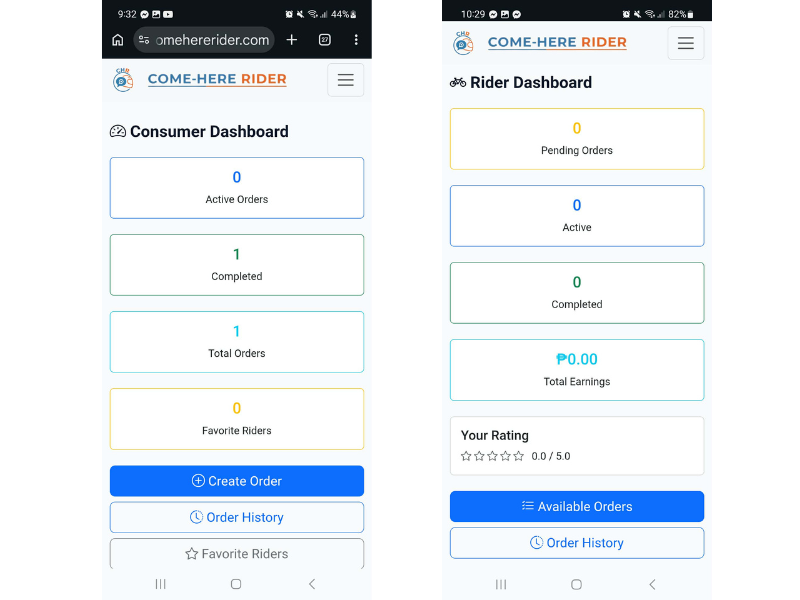 9:32
44%
omehererider.com
27
CHR
COME-HERE RIDER
Consumer Dashboard
0
Active Orders
1
Completed
1
Total Orders
0
Favorite Riders
Create Order
Order History
Favorite Riders
10:29
82%
CHR
COME-HERE RIDER
Rider Dashboard
0
Pending Orders
0
Active
0
Completed
₱0.00
Total Earnings
Your Rating
0.0 / 5.0
Available Orders
Order History